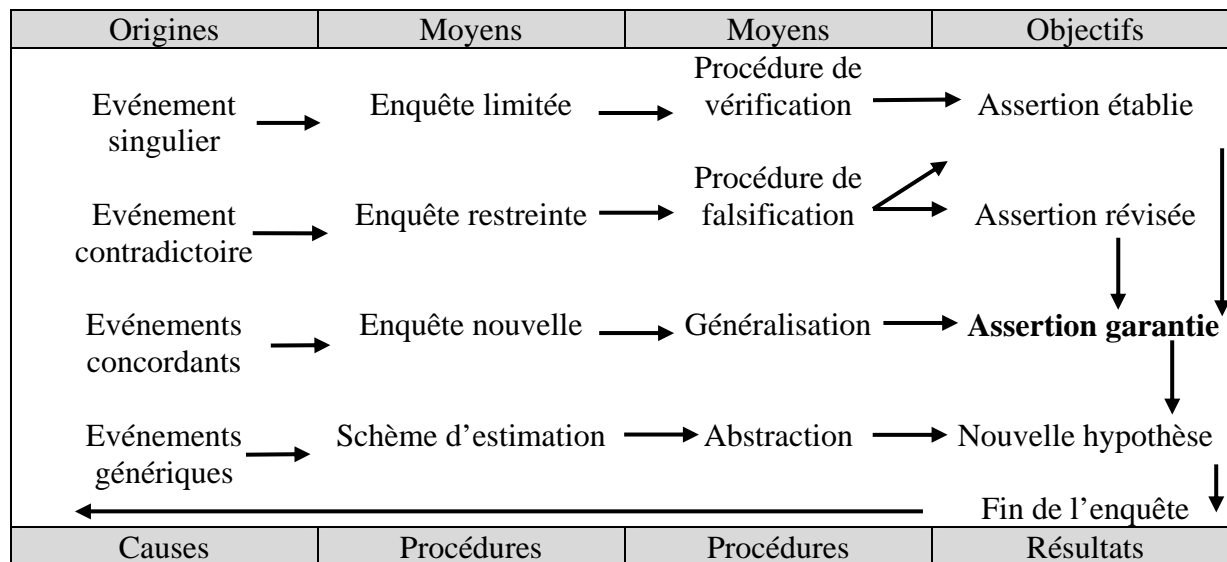 Origines Moyens Moyens Objectifs
Evénement
singulier
Enquête limitée
Procédure de
vérification
Assertion établie
Evénement
contradictoire
Enquête restreinte
Procédure de
falsification
Assertion révisée
Evénements
concordants
Enquête nouvelle
Généralisation
Assertion garantie
Evénements
génériques
Schème d’estimation
Abstraction
Nouvelle hypothèse
Fin de l’enquête
Causes Procédures Procédures Résultats